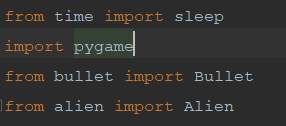 from time import sleep
import pygame
from bullet import Bullet
from alien import Alien